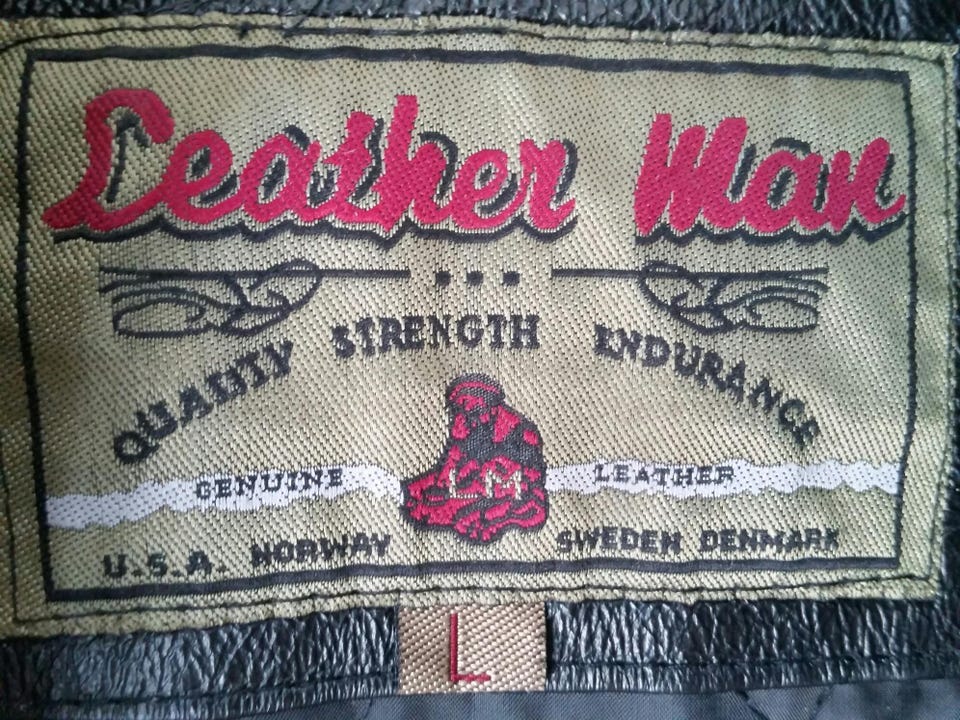 Leather Man
QUALITY STRENGTH ENDURANCE
GENUINE LEATHER
LM
U.S.A. NORWAY SWEDEN DENMARK
L